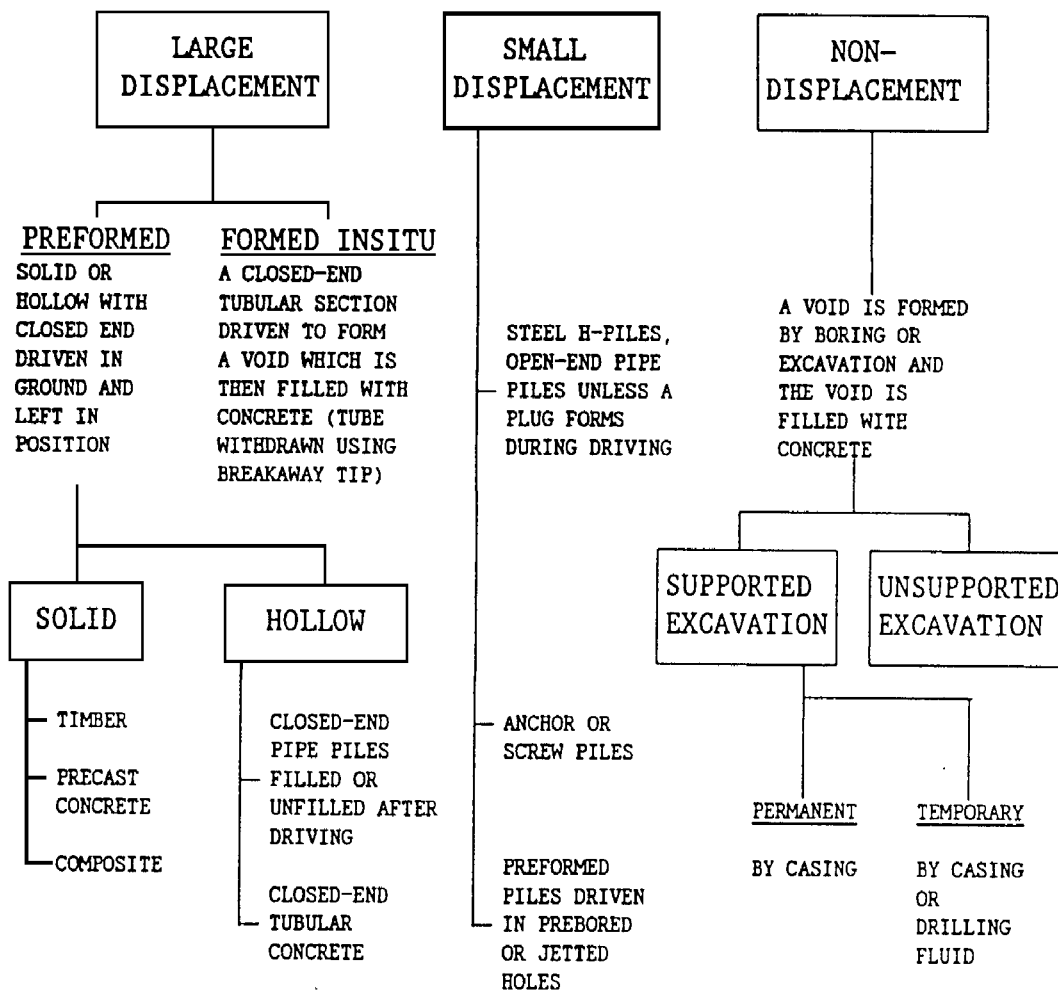 LARGE
DISPLACEMENT
SMALL
DISPLACEMENT
NON-
DISPLACEMENT
PREFORMED
SOLID OR
HOLLOW WITH
CLOSED END
DRIVEN IN
GROUND AND
LEFT IN
POSITION
FORMED INSITU
A CLOSED-END
TUBULAR SECTION
DRIVEN TO FORM
A VOID WHICH IS
THEN FILLED WITH
CONCRETE (TUBE
WITHDRAWN USING
BREAKAWAY TIP)
STEEL H-PILES,
OPEN-END PIPE
PILES UNLESS A
PLUG FORMS
DURING DRIVING
A VOID IS FORMED
BY BORING OR
EXCAVATION AND
THE VOID IS
FILLED WITH
CONCRETE
SOLID
HOLLOW
SUPPORTED
EXCAVATION
UNSUPPORTED
EXCAVATION
TIMBER
PRECAST
CONCRETE
COMPOSITE
CLOSED-END
PIPE PILES
FILLED OR
UNFILLED AFTER
DRIVING
CLOSED-END
TUBULAR
CONCRETE
ANCHOR OR
SCREW PILES
PREFORMED
PILES DRIVEN
IN PREBORED
OR JETTED
HOLES
PERMANENT
BY CASING
TEMPORARY
BY CASING
OR
DRILLING
FLUID